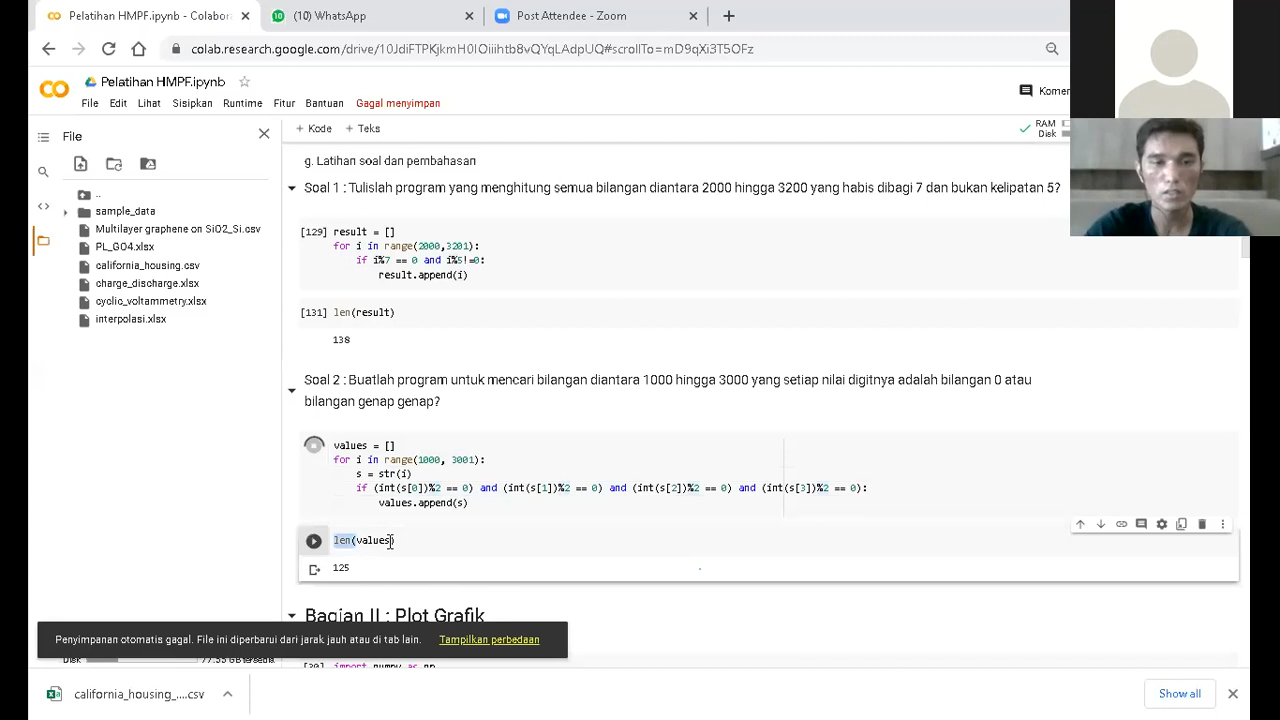 Pelatihan HMPF.ipynb - Colabora
(10) WhatsApp
Post Attendee - Zoom
colab.research.google.com/drive/10JdiFTPKjkmH0IOiiihtb8vQYqLAdpUQ#scrollTo=mD9qXi3T5OFz
Pelatihan HMPF.ipynb
File Edit Lihat Sisipkan Runtime Fitur Bantuan Gagal menyimpan
Komen
File
+ Kode + Teks
RAM
Disk
..
sample_data
Multilayer graphene on SiO2_Si.csv
PL_GO4.xlsx
california_housing.csv
charge_discharge.xlsx
cyclic_voltammetry.xlsx
interpolasi.xlsx
g. Latihan soal dan pembahasan
Soal 1 : Tulislah program yang menghitung semua bilangan diantara 2000 hingga 3200 yang habis dibagi 7 dan bukan kelipatan 5?
[129] result = []
for i in range(2000,3201):
if i%7 == 0 and i%5!=0:
result.append(i)
[131] len(result)
138
Soal 2 : Buatlah program untuk mencari bilangan diantara 1000 hingga 3000 yang setiap nilai digitnya adalah bilangan 0 atau
bilangan genap genap?
values = []
for i in range(1000, 3001):
s = str(i)
if (int(s[0])%2 == 0) and (int(s[1])%2 == 0) and (int(s[2])%2 == 0) and (int(s[3])%2 == 0):
values.append(s)
len(values)
125
Bagian II : Plot Grafik
Penyimpanan otomatis gagal. File ini diperbarui dari jarak jauh atau di tab lain. Tampilkan perbedaan
Disk
[30] import numpy as np
california_housing_....csv
Show all